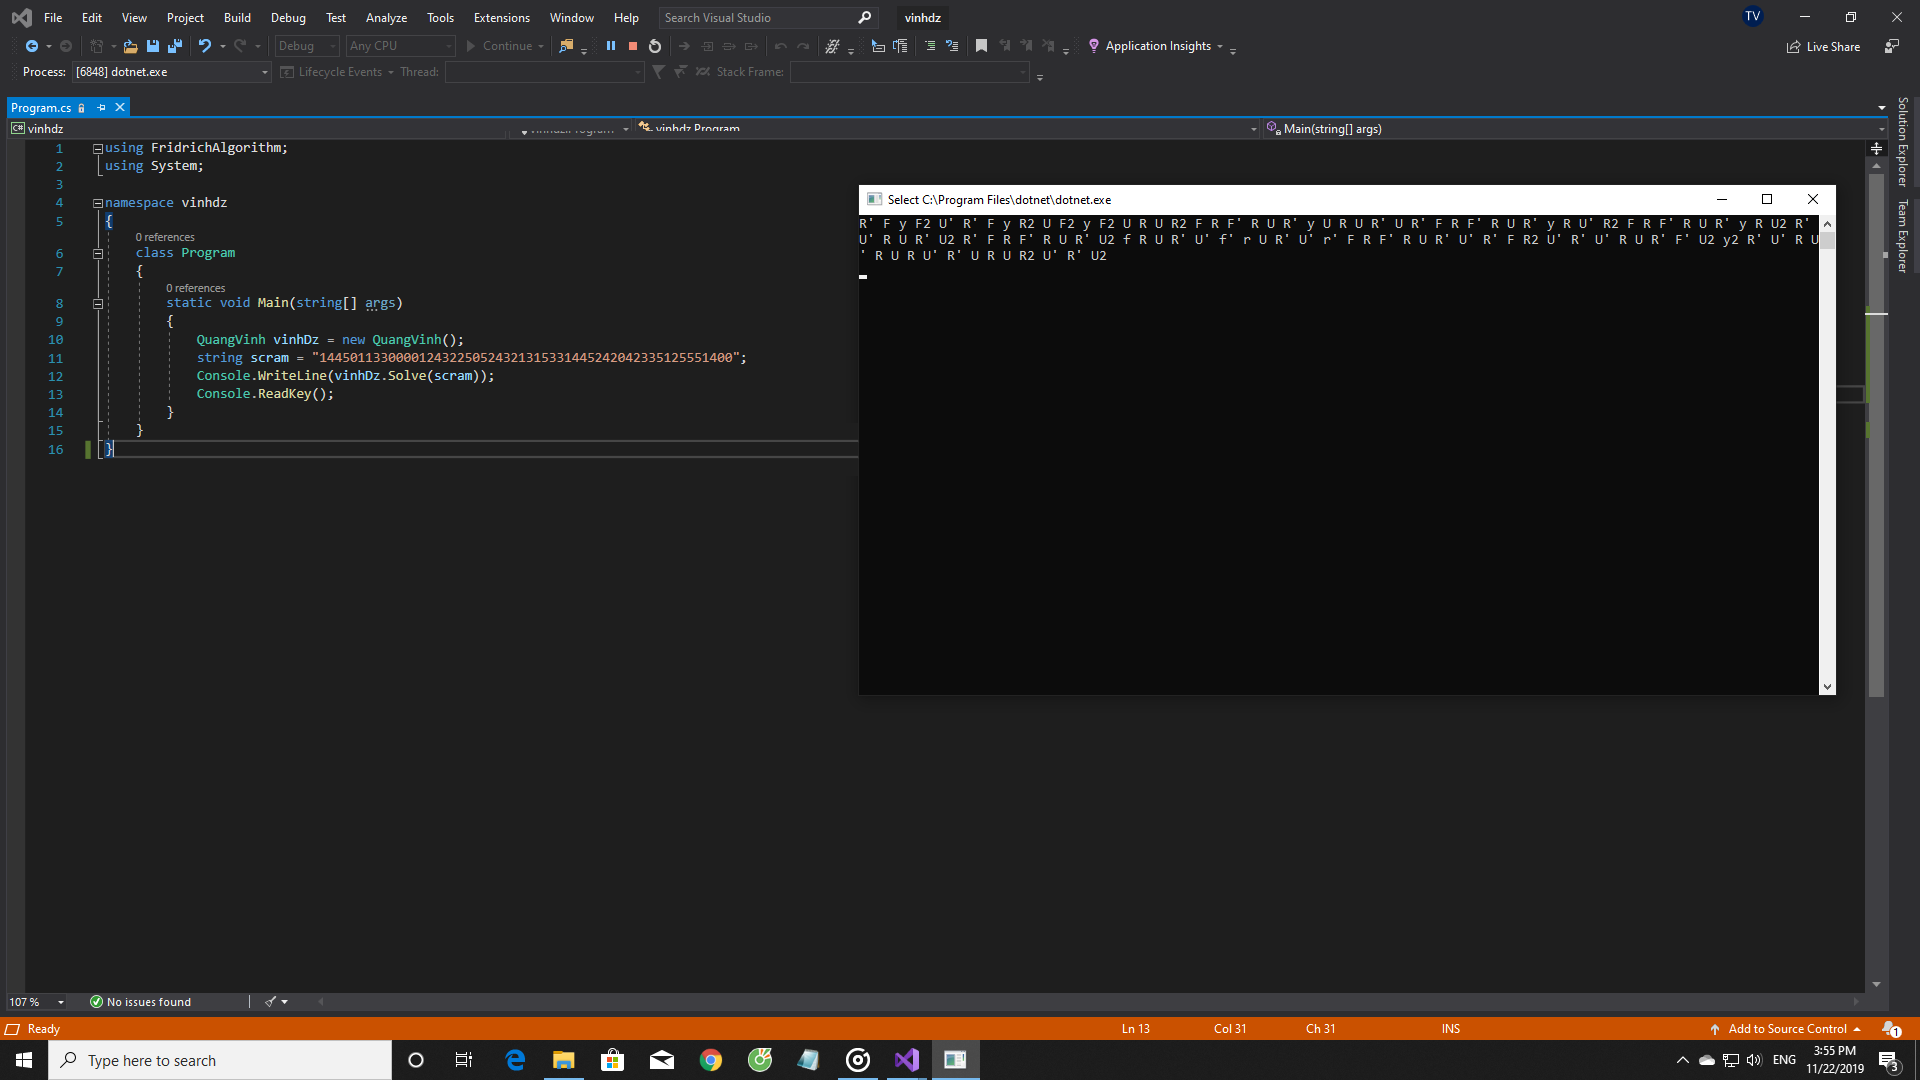 File Edit View Project Build Debug Test Analyze Tools Extensions Window Help Search Visual Studio vinhdz TV
Debug Any CPU Continue Application Insights Live Share
Process: [6848] dotnet.exe Lifecycle Events Thread: Stack Frame:
Program.cs
C# vinhdz vinhdz.Program Main(string[] args)
1 using FridrichAlgorithm;
2 using System;
3
4 namespace vinhdz
5 {
0 references
6 class Program
7 {
0 references
8 static void Main(string[] args)
9 {
10 QuangVinh vinhDz = new QuangVinh();
11 string scram = "144501133000012432250524321315331445242042335125551400";
12 Console.WriteLine(vinhDz.Solve(scram));
13 Console.ReadKey();
14 }
15 }
16 }
Select C:\Program Files\dotnet\dotnet.exe
R' F y F2 U' R' F y R2 U F2 y F2 U R U R2 F R F' R U R' y U R U R' U R' F R F' R U R' y R U' R2 F R F' R U R' y R U2 R'
U' R U R' U2 R' F R F' R U R' U2 f R U R' U' f' r U R' U' r' F R F' R U R' U' R' F R2 U' R' U' R U R' F' U2 y2 R' U' R U
' R U R U' R' U R U R2 U' R' U2
Solution Explorer
Team Explorer
107 % No issues found
Ready Ln 13 Col 31 Ch 31 INS Add to Source Control 1
Type here to search ENG 3:55 PM
11/22/2019 3